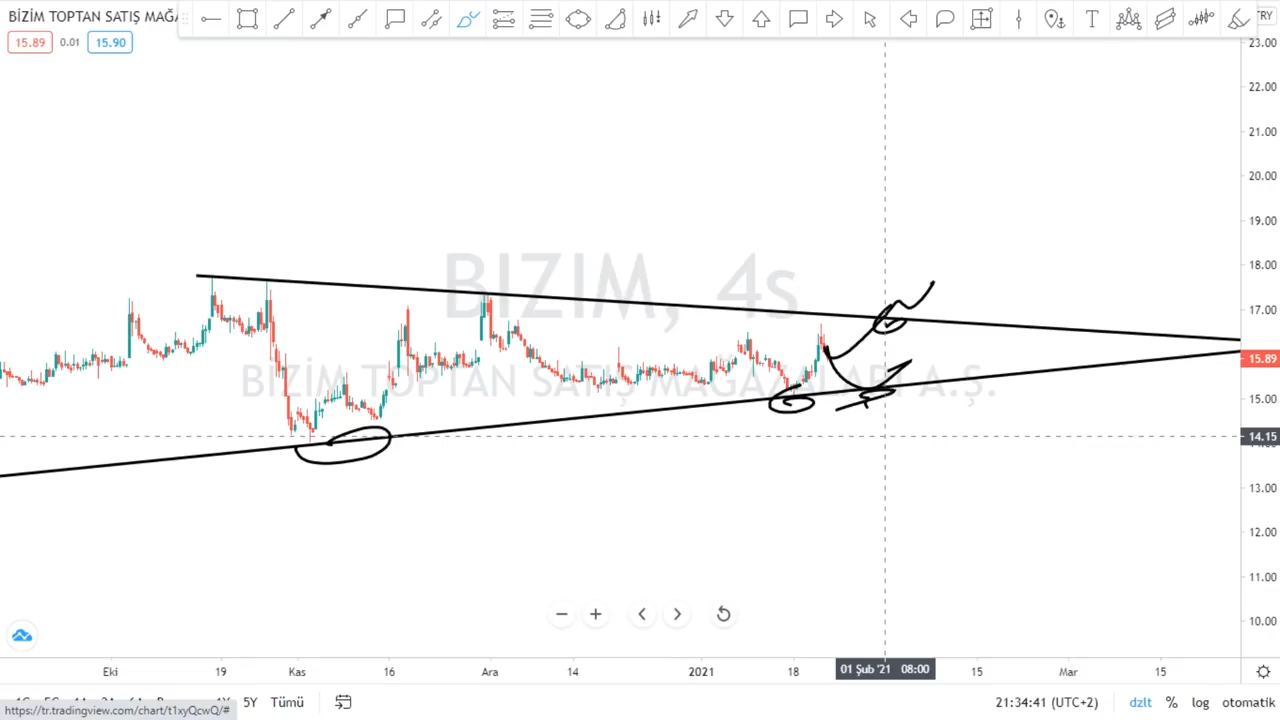 BİZİM TOPTAN SATIŞ MAĞA
TRY
15.89 0.01 15.90
23.00
22.00
21.00
20.00
19.00
18.00
17.00
15.89
15.00
14.15
13.00
12.00
11.00
10.00
BIZIM, 4s
BİZİM TOPTAN SATIŞ MAĞAZALARI A.Ş.
Eki 19 Kas 16 Ara 14 2021 18 01 Şub '21 08:00 15 Mar 15
5Y Tümü
21:34:41 (UTC+2) dzlt % log otomatik
https://tr.tradingview.com/chart/t1xyQcwQ/#